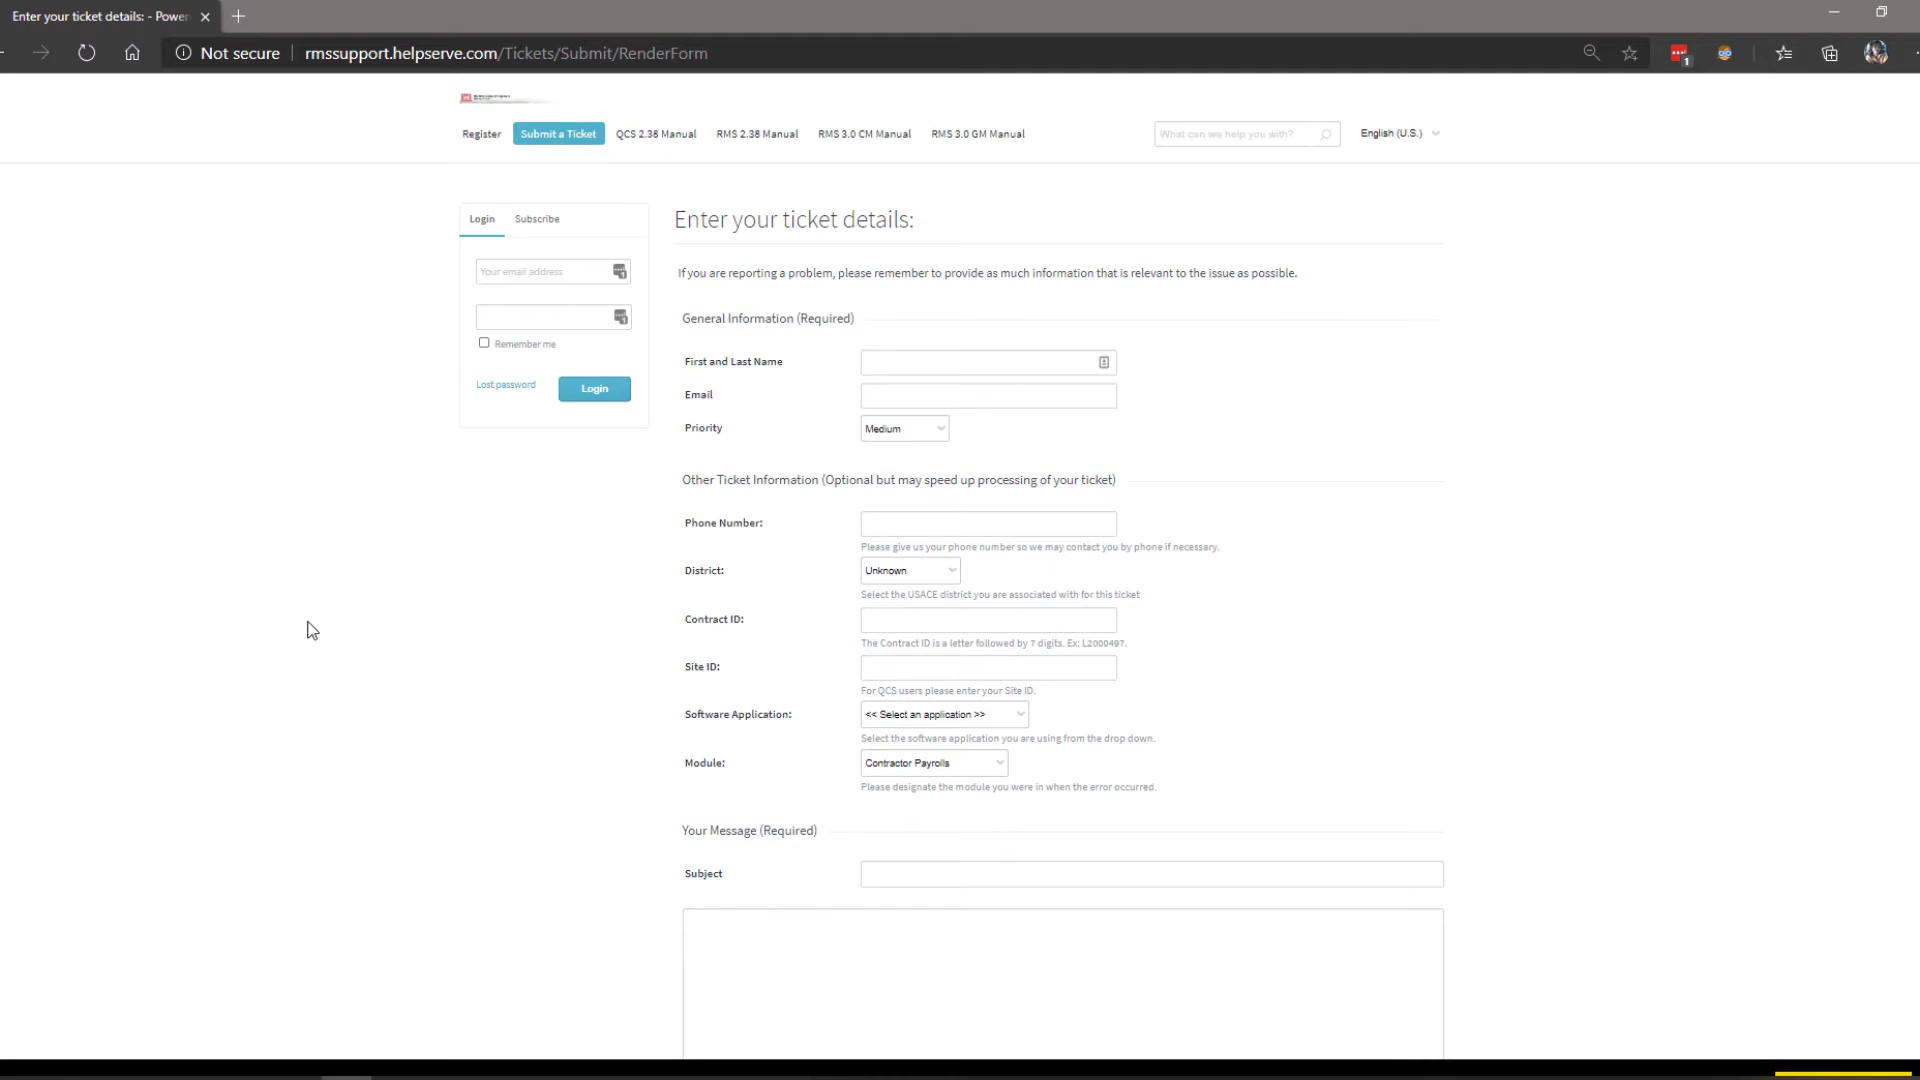 Enter your ticket details: - Power
Not secure
rmssupport.helpserve.com/Tickets/Submit/RenderForm
1
Register
Submit a Ticket
QCS 2.38 Manual
RMS 2.38 Manual
RMS 3.0 CM Manual
RMS 3.0 GM Manual
What can we help you with?
English (U.S.)
Login
Subscribe
Your email address
Remember me
Lost password
Login
Enter your ticket details:
If you are reporting a problem, please remember to provide as much information that is relevant to the issue as possible.
General Information (Required)
First and Last Name
Email
Priority
Medium
Other Ticket Information (Optional but may speed up processing of your ticket)
Phone Number:
Please give us your phone number so we may contact you by phone if necessary.
District:
Unknown
Select the USACE district you are associated with for this ticket
Contract ID:
The Contract ID is a letter followed by 7 digits. Ex: L2000497.
Site ID:
For QCS users please enter your Site ID.
Software Application:
<< Select an application >>
Select the software application you are using from the drop down.
Module:
Contractor Payrolls
Please designate the module you were in when the error occurred.
Your Message (Required)
Subject